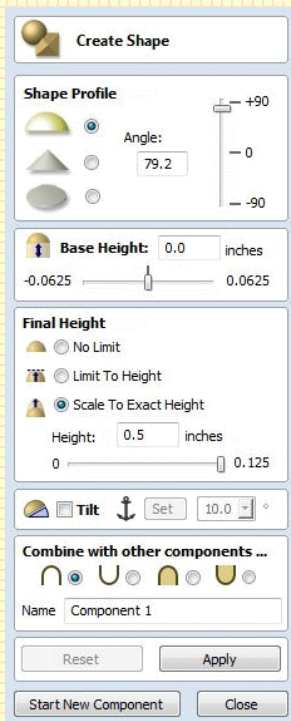 Create Shape
Shape Profile
+90
Angle:
79.2
0
-90
Base Height: 0.0 inches
-0.0625 0.0625
Final Height
No Limit
Limit To Height
Scale To Exact Height
Height: 0.5 inches
0 0.125
Tilt Set 10.0 °
Combine with other components ...
Name Component 1
Reset Apply
Start New Component Close